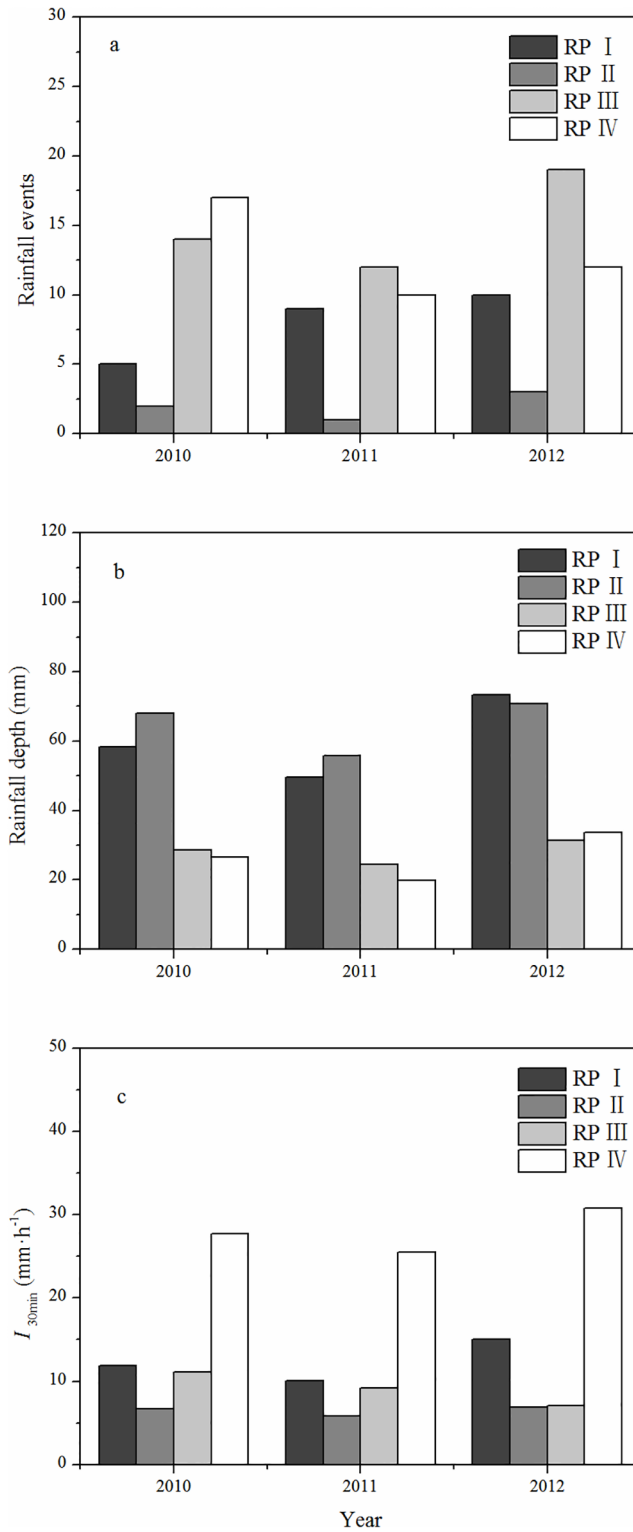 30
25
20
15
10
5
0
Rainfall events
a
RP Ⅰ
RP Ⅱ
RP Ⅲ
RP Ⅳ
2010 2011 2012
120
100
80
60
40
20
0
Rainfall depth (mm)
b
RP Ⅰ
RP Ⅱ
RP Ⅲ
RP Ⅳ
2010 2011 2012
50
40
30
20
10
0
I 30min (mm·h⁻¹)
c
RP Ⅰ
RP Ⅱ
RP Ⅲ
RP Ⅳ
2010 2011 2012
Year